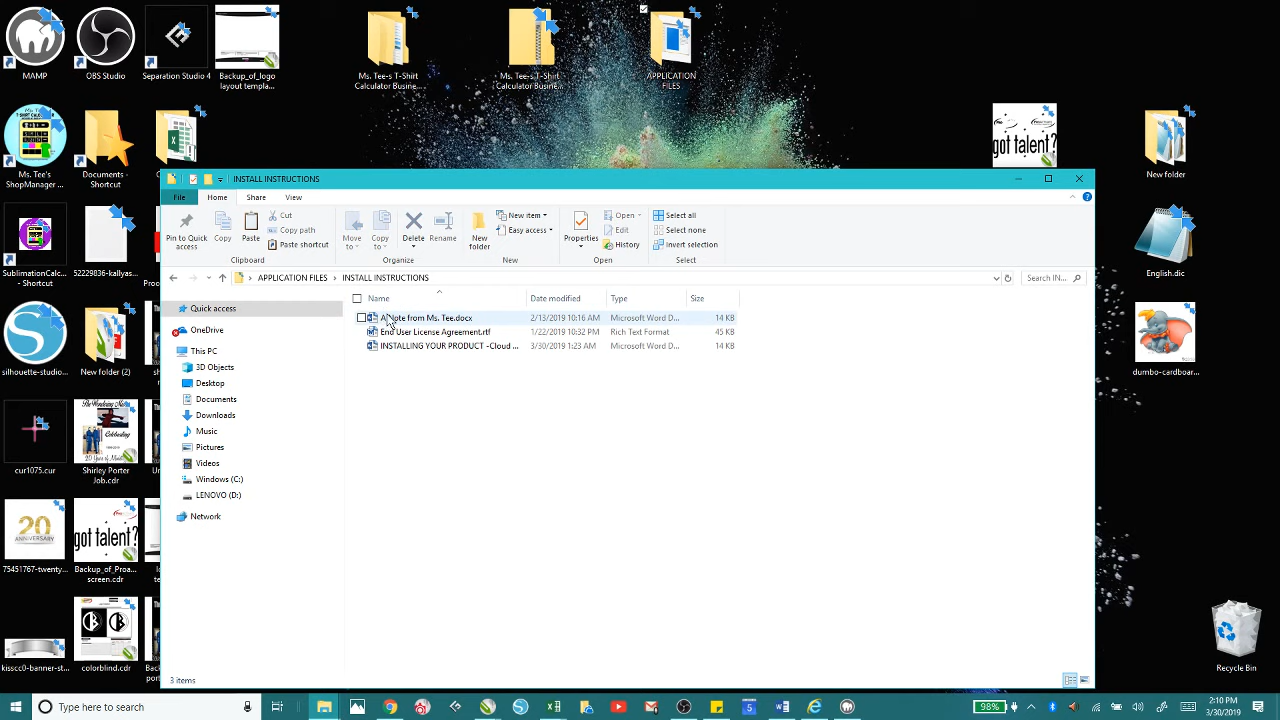 MAMP
OBS Studio
Separation Studio 4
Backup_of_logo
layout templa...
Ms. Tee-s T-Shirt
Calculator Busine...
Ms. Tee-s T-Shirt
Calculator Busine...
APPLICATION
FILES
Ms. Tee's
ShopManager ...
Documents -
Shortcut
got talent?
New folder
INSTALL INSTRUCTIONS
File
Home
Share
View
Pin to Quick
access
Copy
Paste
Cut
Copy path
Paste shortcut
Move
to
Copy
to
Delete
Rename
New
folder
New item
Easy access
Properties
Open
Edit
History
Select all
Select none
Invert selection
Clipboard
Organize
New
Open
Select
APPLICATION FILES > INSTALL INSTRUCTIONS
Search IN...
Name
Date modified
Type
Size
A Note from Ms. Tee.docx
2/13/2019 10:16 AM
Microsoft Word D...
14 KB
End User License Agreement.rtf
1/22/2019 10:32 PM
Rich Text Format
45 KB
INSTALLING YOUR PRODUCT -Cloud ...
3/30/2019 1:23 AM
Microsoft Word D...
14 KB
Quick access
OneDrive
This PC
3D Objects
Desktop
Documents
Downloads
Music
Pictures
Videos
Windows (C:)
LENOVO (D:)
Network
3 items
SublimationCalc...
52229836-kallyas...
English.dic
silhouette-studio...
New folder (2)
dumbo-cardboar...
cur1075.cur
Shirley Porter
Job.cdr
20
ANNIVERSARY
75451767-twenty...
got talent?
Backup_of_Proa...
screen.cdr
kisscc0-banner-st...
colorblind.cdr
Recycle Bin
Type here to search
98%
2:10 PM
3/30/2019